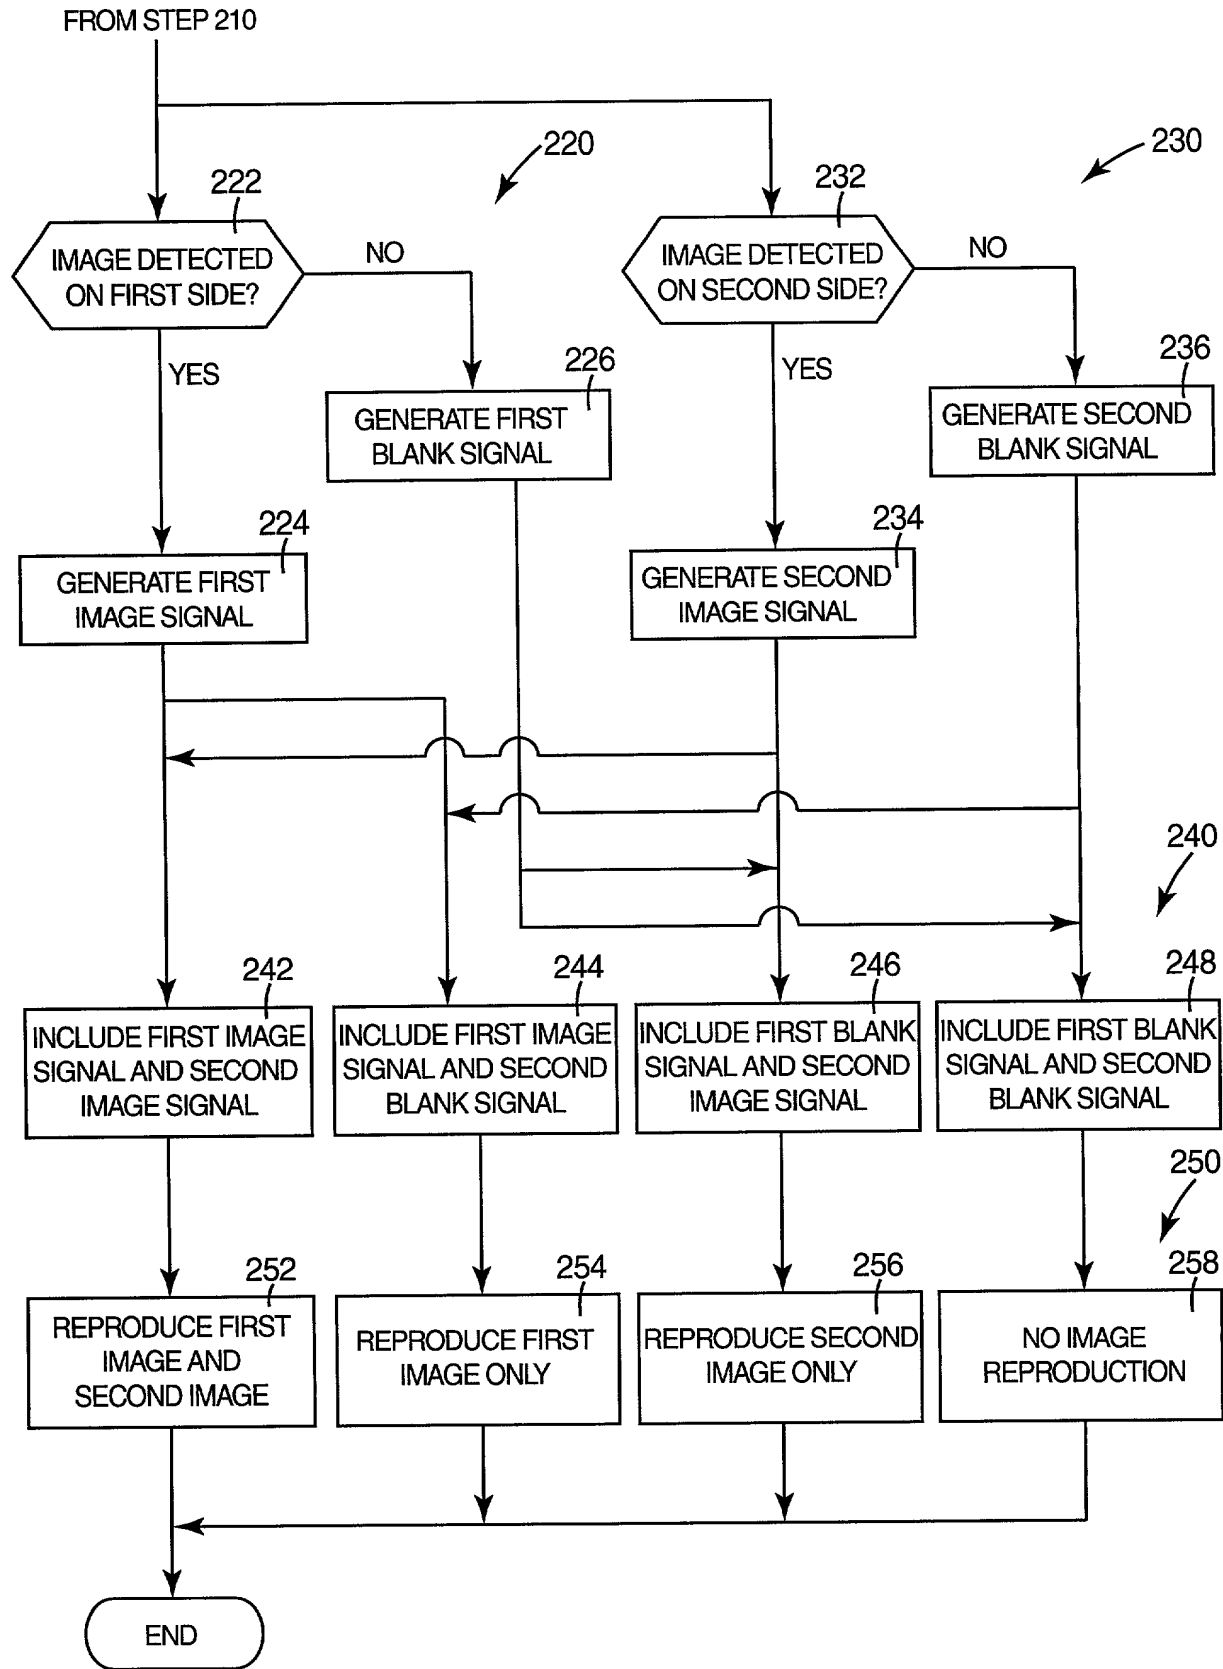 FROM STEP 210
220
230
222
232
IMAGE DETECTED
ON FIRST SIDE?
NO
IMAGE DETECTED
ON SECOND SIDE?
NO
YES
226
YES
236
GENERATE FIRST
BLANK SIGNAL
GENERATE SECOND
BLANK SIGNAL
224
234
GENERATE FIRST
IMAGE SIGNAL
GENERATE SECOND
IMAGE SIGNAL
240
242
244
246
248
INCLUDE FIRST IMAGE
SIGNAL AND SECOND
IMAGE SIGNAL
INCLUDE FIRST IMAGE
SIGNAL AND SECOND
BLANK SIGNAL
INCLUDE FIRST BLANK
SIGNAL AND SECOND
IMAGE SIGNAL
INCLUDE FIRST BLANK
SIGNAL AND SECOND
BLANK SIGNAL
250
252
254
256
258
REPRODUCE FIRST
IMAGE AND
SECOND IMAGE
REPRODUCE FIRST
IMAGE ONLY
REPRODUCE SECOND
IMAGE ONLY
NO IMAGE
REPRODUCTION
END